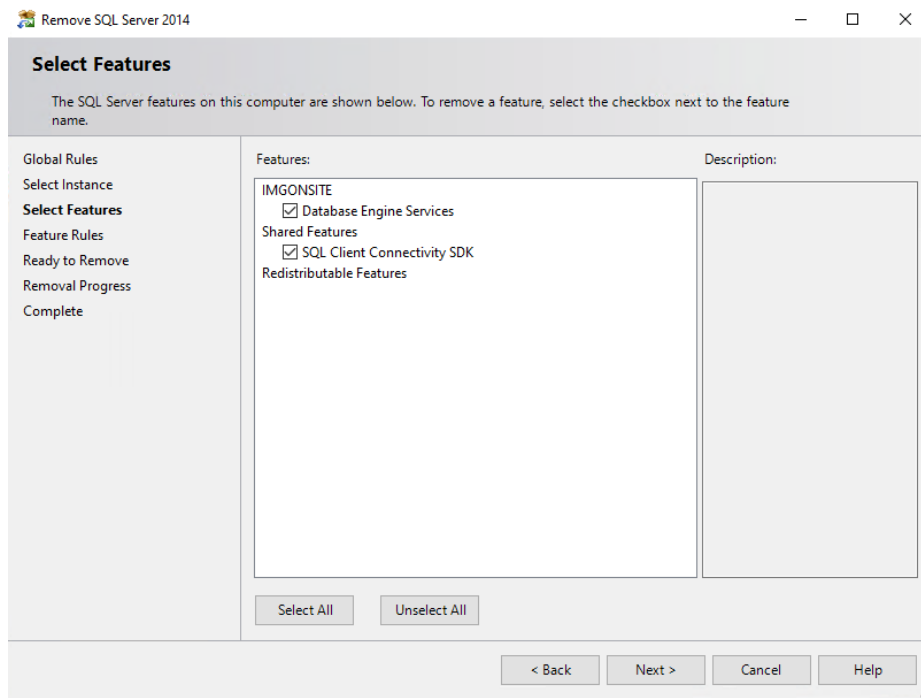 Remove SQL Server 2014
Select Features
The SQL Server features on this computer are shown below. To remove a feature, select the checkbox next to the feature
name.
Global Rules
Select Instance
Select Features
Feature Rules
Ready to Remove
Removal Progress
Complete
Features:
IMGONSITE
Database Engine Services
Shared Features
SQL Client Connectivity SDK
Redistributable Features
Description:
Select All
Unselect All
< Back
Next >
Cancel
Help